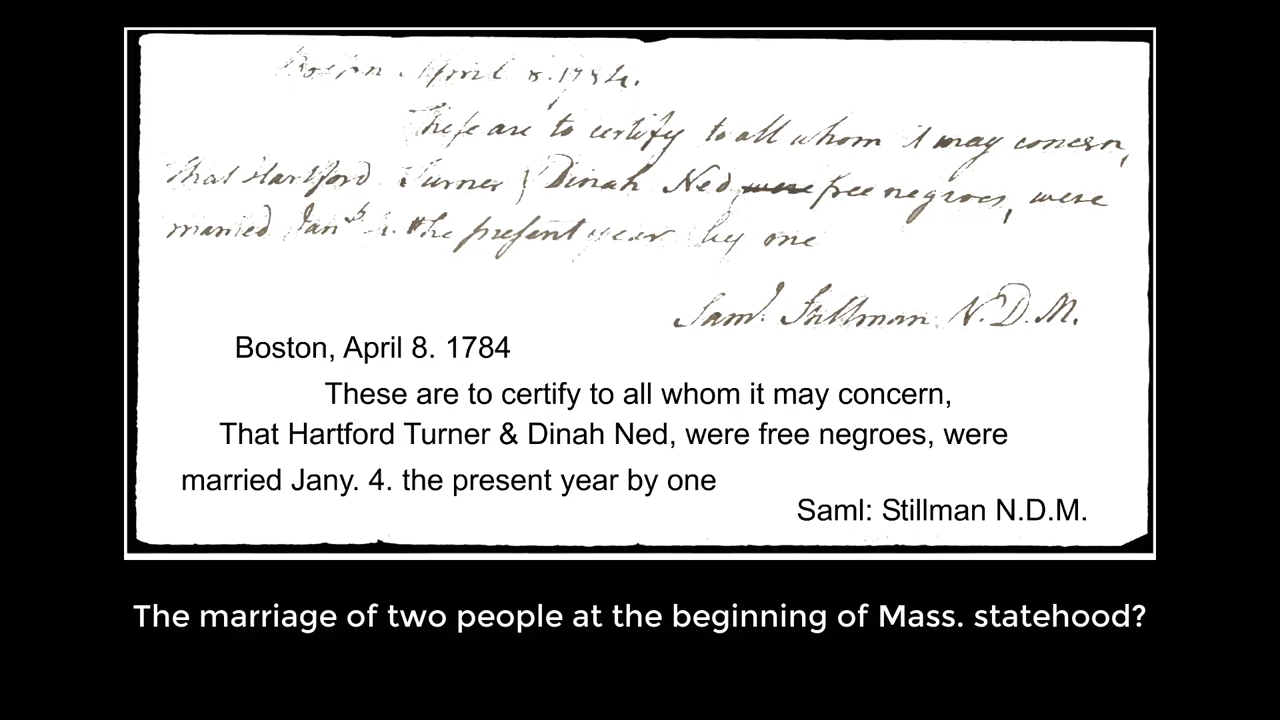 Boston April 8. 1784.
These are to certify to all whom it may concern,
that Hartford Turner } Dinah Ned were free negroes, were
married Jany 4. the present year by one
Saml. Stillman N.D.M.
Boston, April 8. 1784
These are to certify to all whom it may concern,
That Hartford Turner & Dinah Ned, were free negroes, were
married Jany. 4. the present year by one
Saml: Stillman N.D.M.
The marriage of two people at the beginning of Mass. statehood?